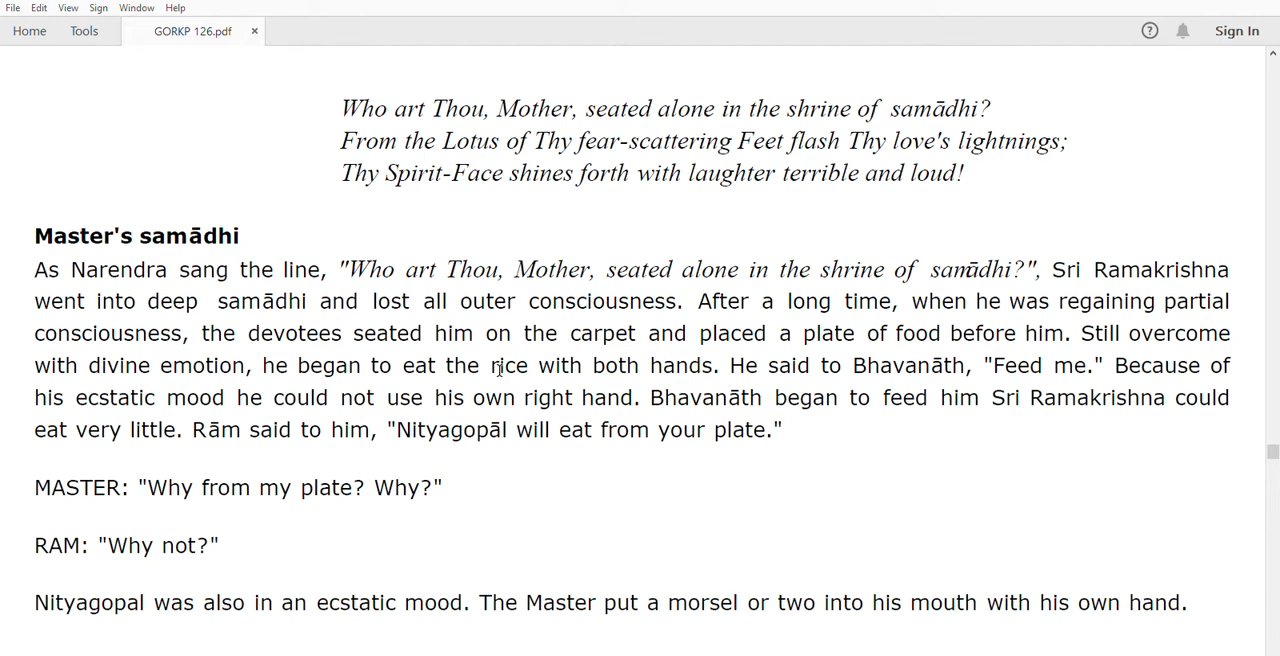 File Edit View Sign Window Help
Home Tools GORKP 126.pdf × Sign In
Who art Thou, Mother, seated alone in the shrine of samādhi?
From the Lotus of Thy fear-scattering Feet flash Thy love's lightnings;
Thy Spirit-Face shines forth with laughter terrible and loud!
Master's samādhi
As Narendra sang the line, "Who art Thou, Mother, seated alone in the shrine of samādhi?", Sri Ramakrishna
went into deep samādhi and lost all outer consciousness. After a long time, when he was regaining partial
consciousness, the devotees seated him on the carpet and placed a plate of food before him. Still overcome
with divine emotion, he began to eat the rice with both hands. He said to Bhavanāth, "Feed me." Because of
his ecstatic mood he could not use his own right hand. Bhavanāth began to feed him Sri Ramakrishna could
eat very little. Rām said to him, "Nityagopāl will eat from your plate."
MASTER: "Why from my plate? Why?"
RAM: "Why not?"
Nityagopal was also in an ecstatic mood. The Master put a morsel or two into his mouth with his own hand.